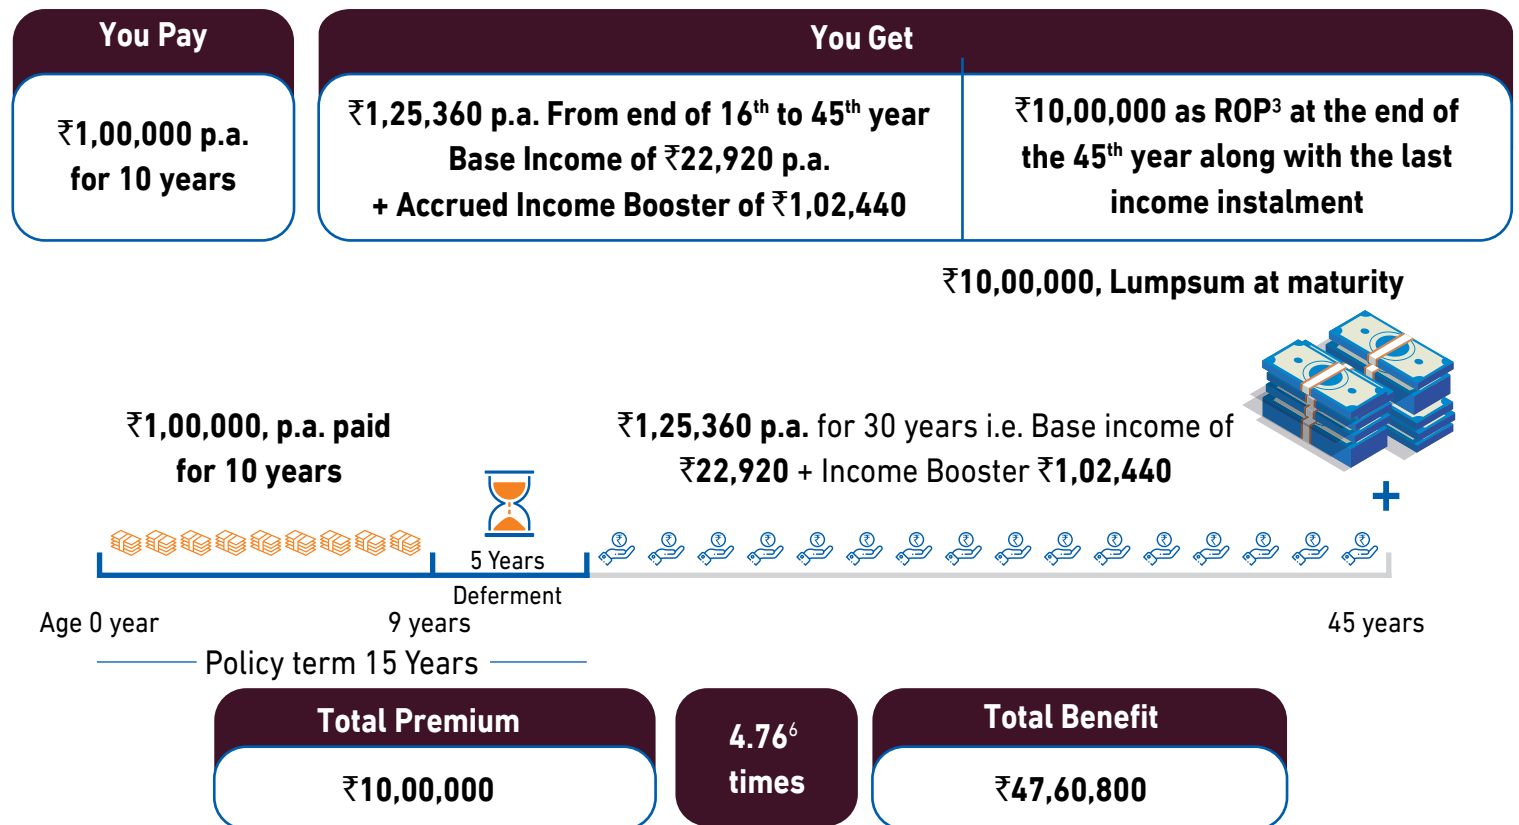 You Pay
₹1,00,000 p.a.
for 10 years
You Get
₹1,25,360 p.a. From end of 16th to 45th year
Base Income of ₹22,920 p.a.
+ Accrued Income Booster of ₹1,02,440
₹10,00,000 as ROP3 at the end of
the 45th year along with the last
income instalment
₹10,00,000, Lumpsum at maturity
₹1,00,000, p.a. paid
for 10 years
₹1,25,360 p.a. for 30 years i.e. Base income of
₹22,920 + Income Booster ₹1,02,440
+
5 Years
Deferment
Age 0 year
9 years
45 years
Policy term 15 Years
Total Premium
₹10,00,000
4.766
times
Total Benefit
₹47,60,800